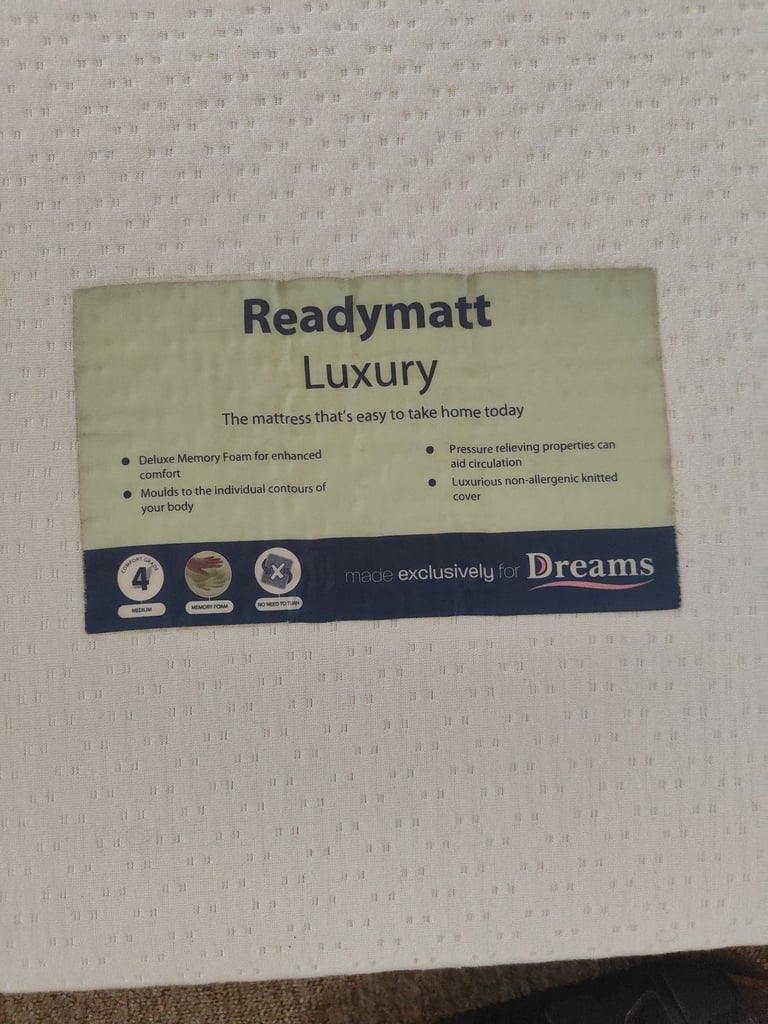 Readymatt
Luxury
The mattress that's easy to take home today
● Deluxe Memory Foam for enhanced
comfort
● Moulds to the individual contours of
your body
● Pressure relieving properties can
aid circulation
● Luxurious non-allergenic knitted
cover
COMFORT GRADE
4
MEDIUM
MEMORY FOAM
X
NO NEED TO TURN
made exclusively for Dreams